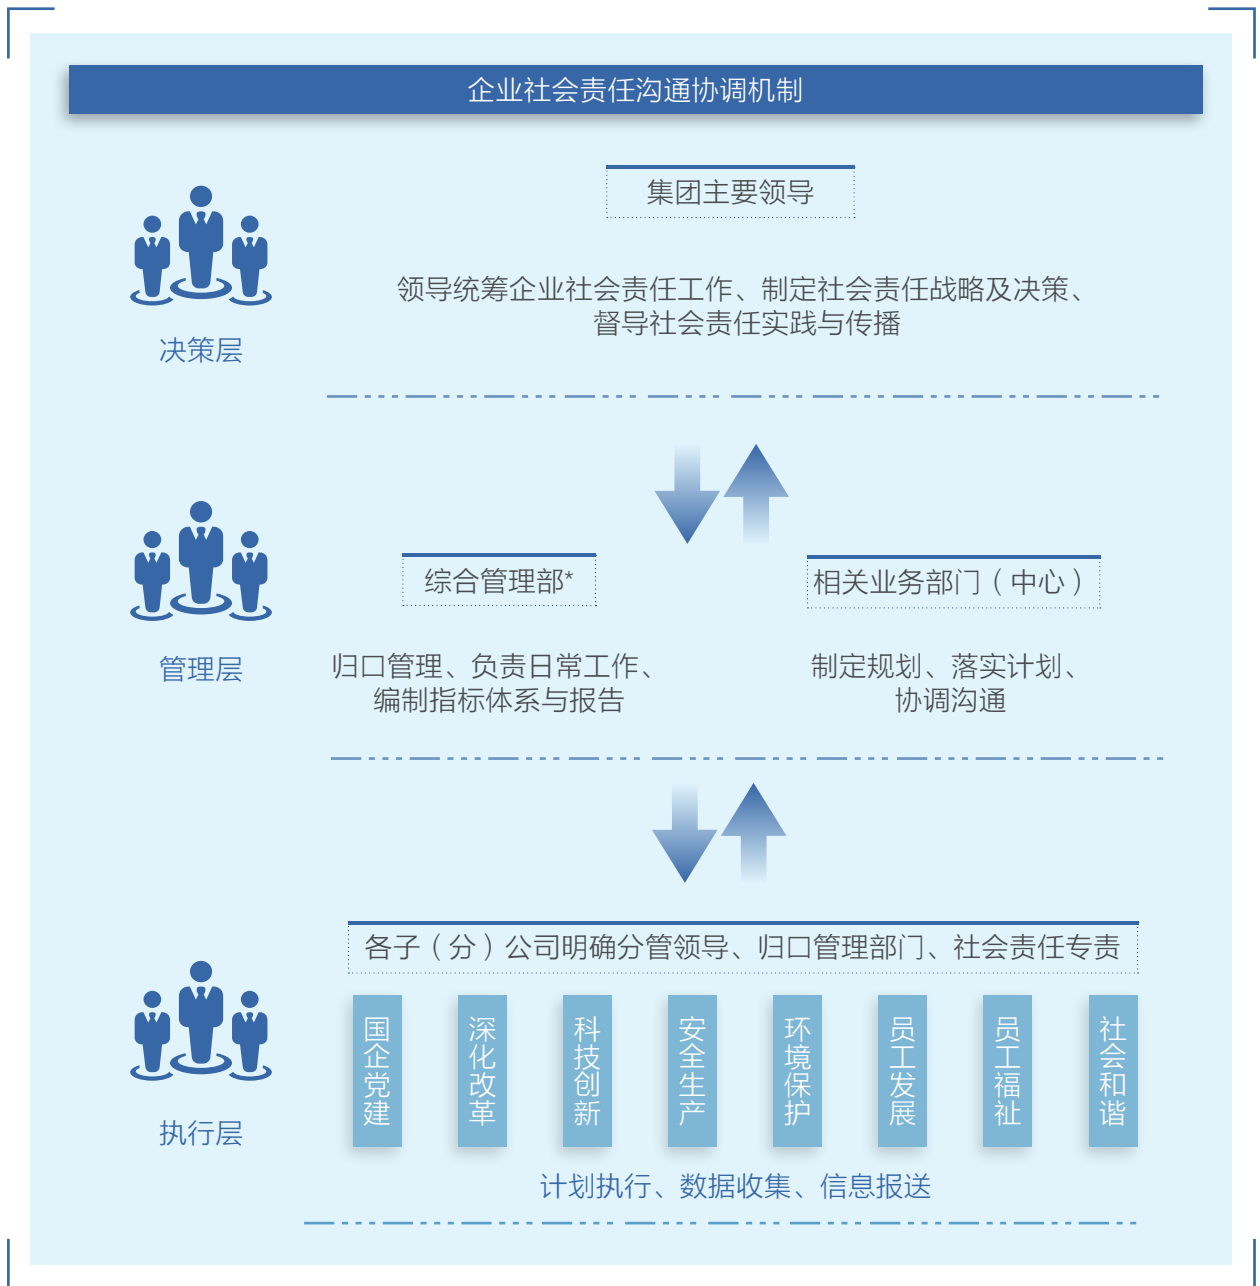 企业社会责任沟通协调机制
集团主要领导
领导统筹企业社会责任工作、制定社会责任战略及决策、
督导社会责任实践与传播
决策层
综合管理部*
相关业务部门（中心）
归口管理、负责日常工作、
编制指标体系与报告
制定规划、落实计划、
协调沟通
管理层
各子（分）公司明确分管领导、归口管理部门、社会责任专责
国企党建
深化改革
科技创新
安全生产
环境保护
员工发展
员工福祉
社会和谐
执行层
计划执行、数据收集、信息报送